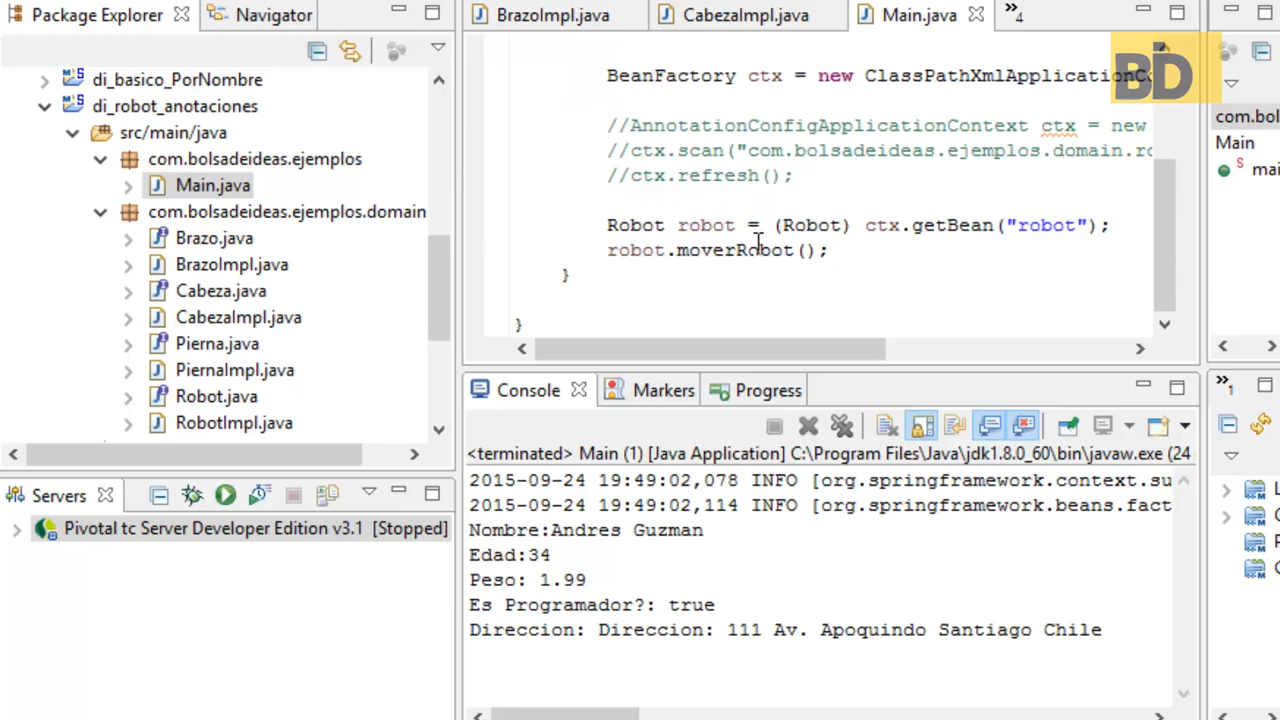 Package Explorer
Navigator
di_basico_PorNombre
di_robot_anotaciones
src/main/java
com.bolsadeideas.ejemplos
Main.java
com.bolsadeideas.ejemplos.domain
Brazo.java
BrazoImpl.java
Cabeza.java
CabezaImpl.java
Pierna.java
PiernaImpl.java
Robot.java
RobotImpl.java
Servers
Pivotal tc Server Developer Edition v3.1 [Stopped]
BrazoImpl.java
CabezaImpl.java
Main.java
4
BD
BeanFactory ctx = new ClassPathXmlApplicationCo
//AnnotationConfigApplicationContext ctx = new
//ctx.scan("com.bolsadeideas.ejemplos.domain.ro
//ctx.refresh();
Robot robot = (Robot) ctx.getBean("robot");
robot.moverRobot();
}
}
Console
Markers
Progress
<terminated> Main (1) [Java Application] C:\Program Files\Java\jdk1.8.0_60\bin\javaw.exe (24
2015-09-24 19:49:02,078 INFO [org.springframework.context.su
2015-09-24 19:49:02,114 INFO [org.springframework.beans.fact
Nombre:Andres Guzman
Edad:34
Peso: 1.99
Es Programador?: true
Direccion: Direccion: 111 Av. Apoquindo Santiago Chile
com.bols
Main
S mai
1